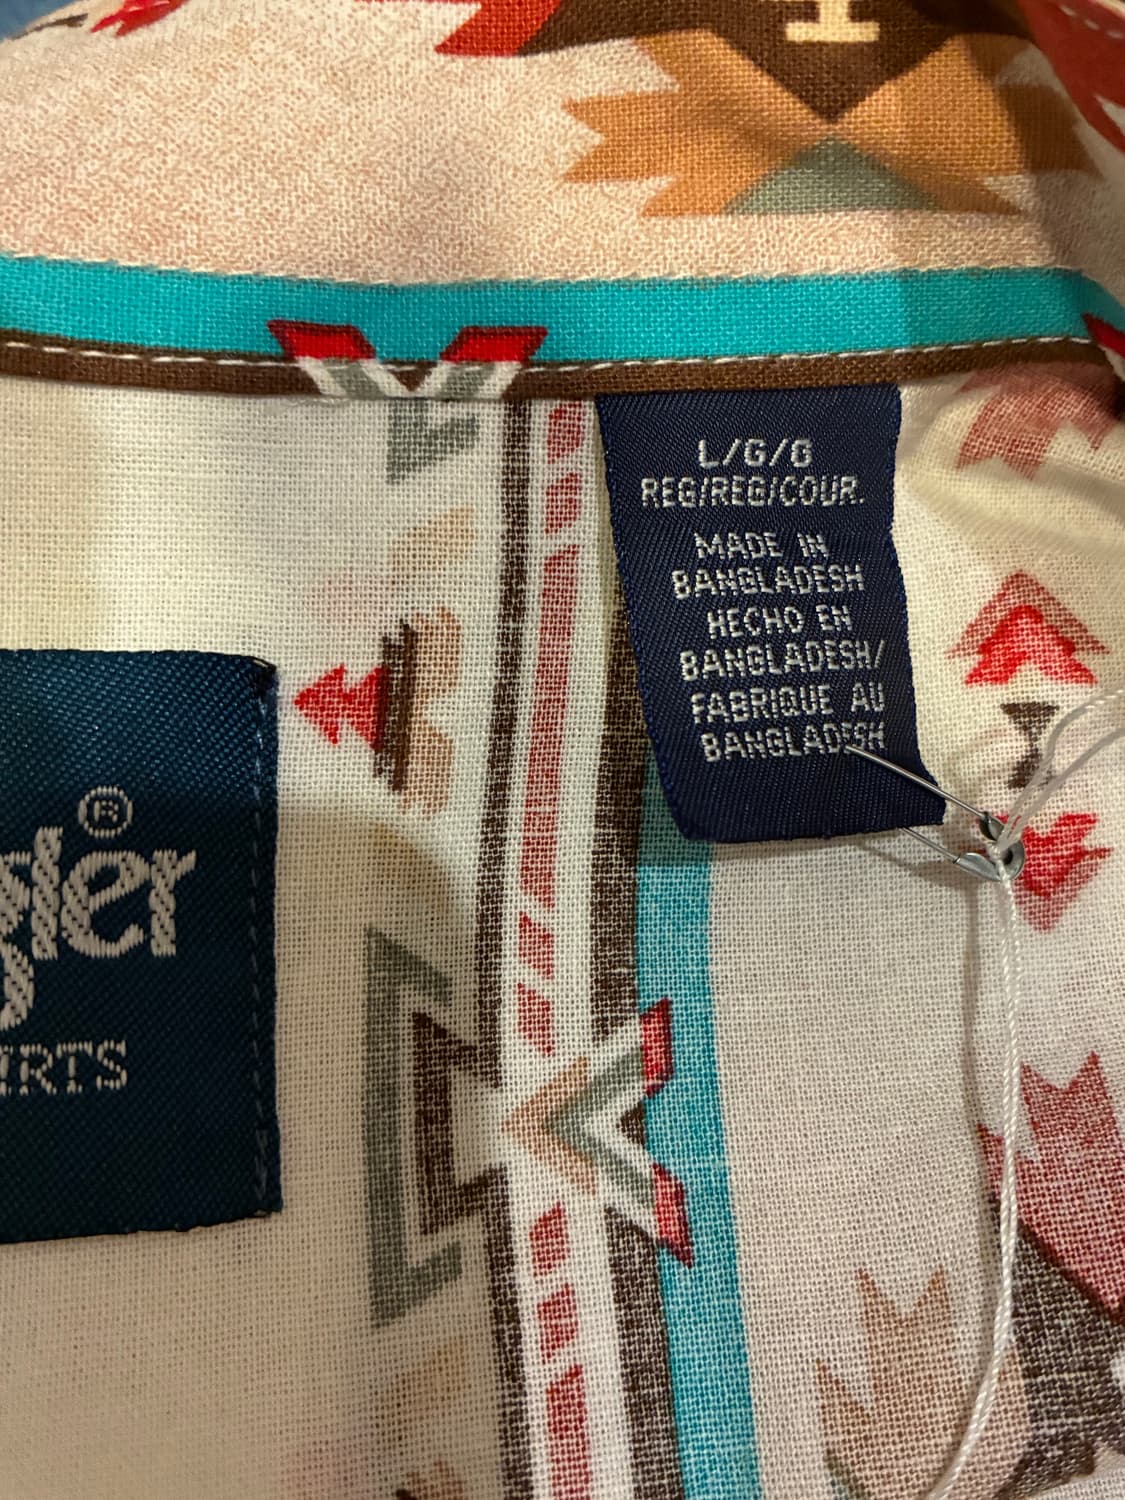 L/G/G
REG/REG/COUR.
MADE IN
BANGLADESH
HECHO EN
BANGLADESH/
FABRIQUE AU
BANGLADESH
®
gler
IRTS